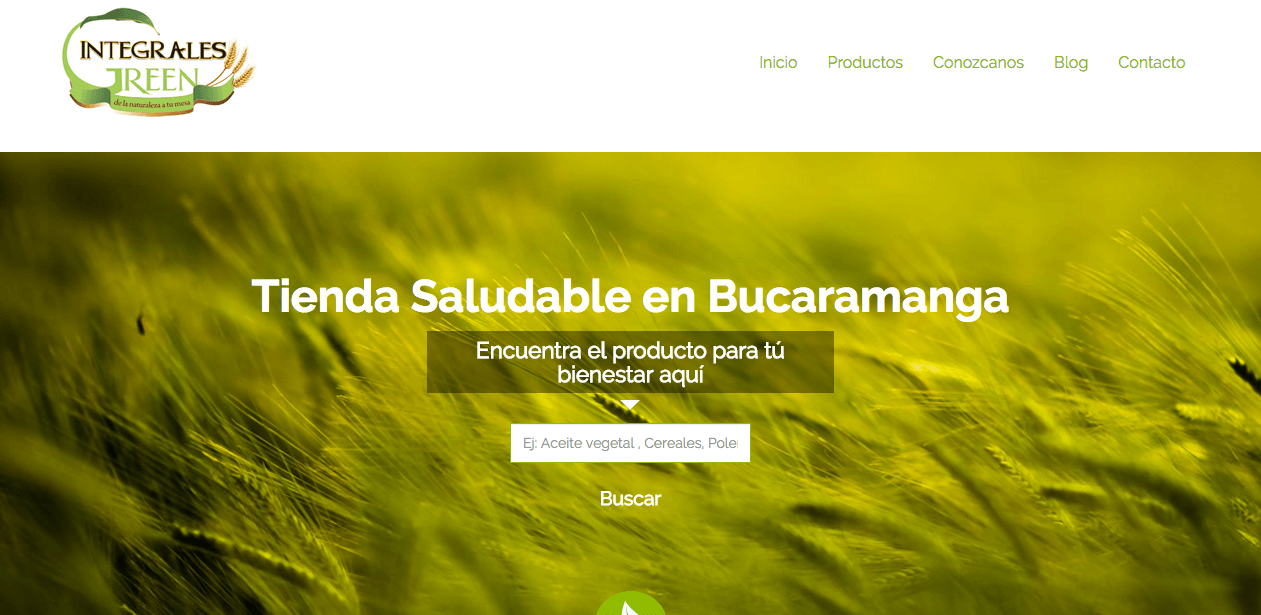 INTEGRALES
GREEN
de la naturaleza a tu mesa
Inicio Productos Conozcanos Blog Contacto
Tienda Saludable en Bucaramanga
Encuentra el producto para tú
bienestar aquí
Ej: Aceite vegetal , Cereales, Pole
Buscar